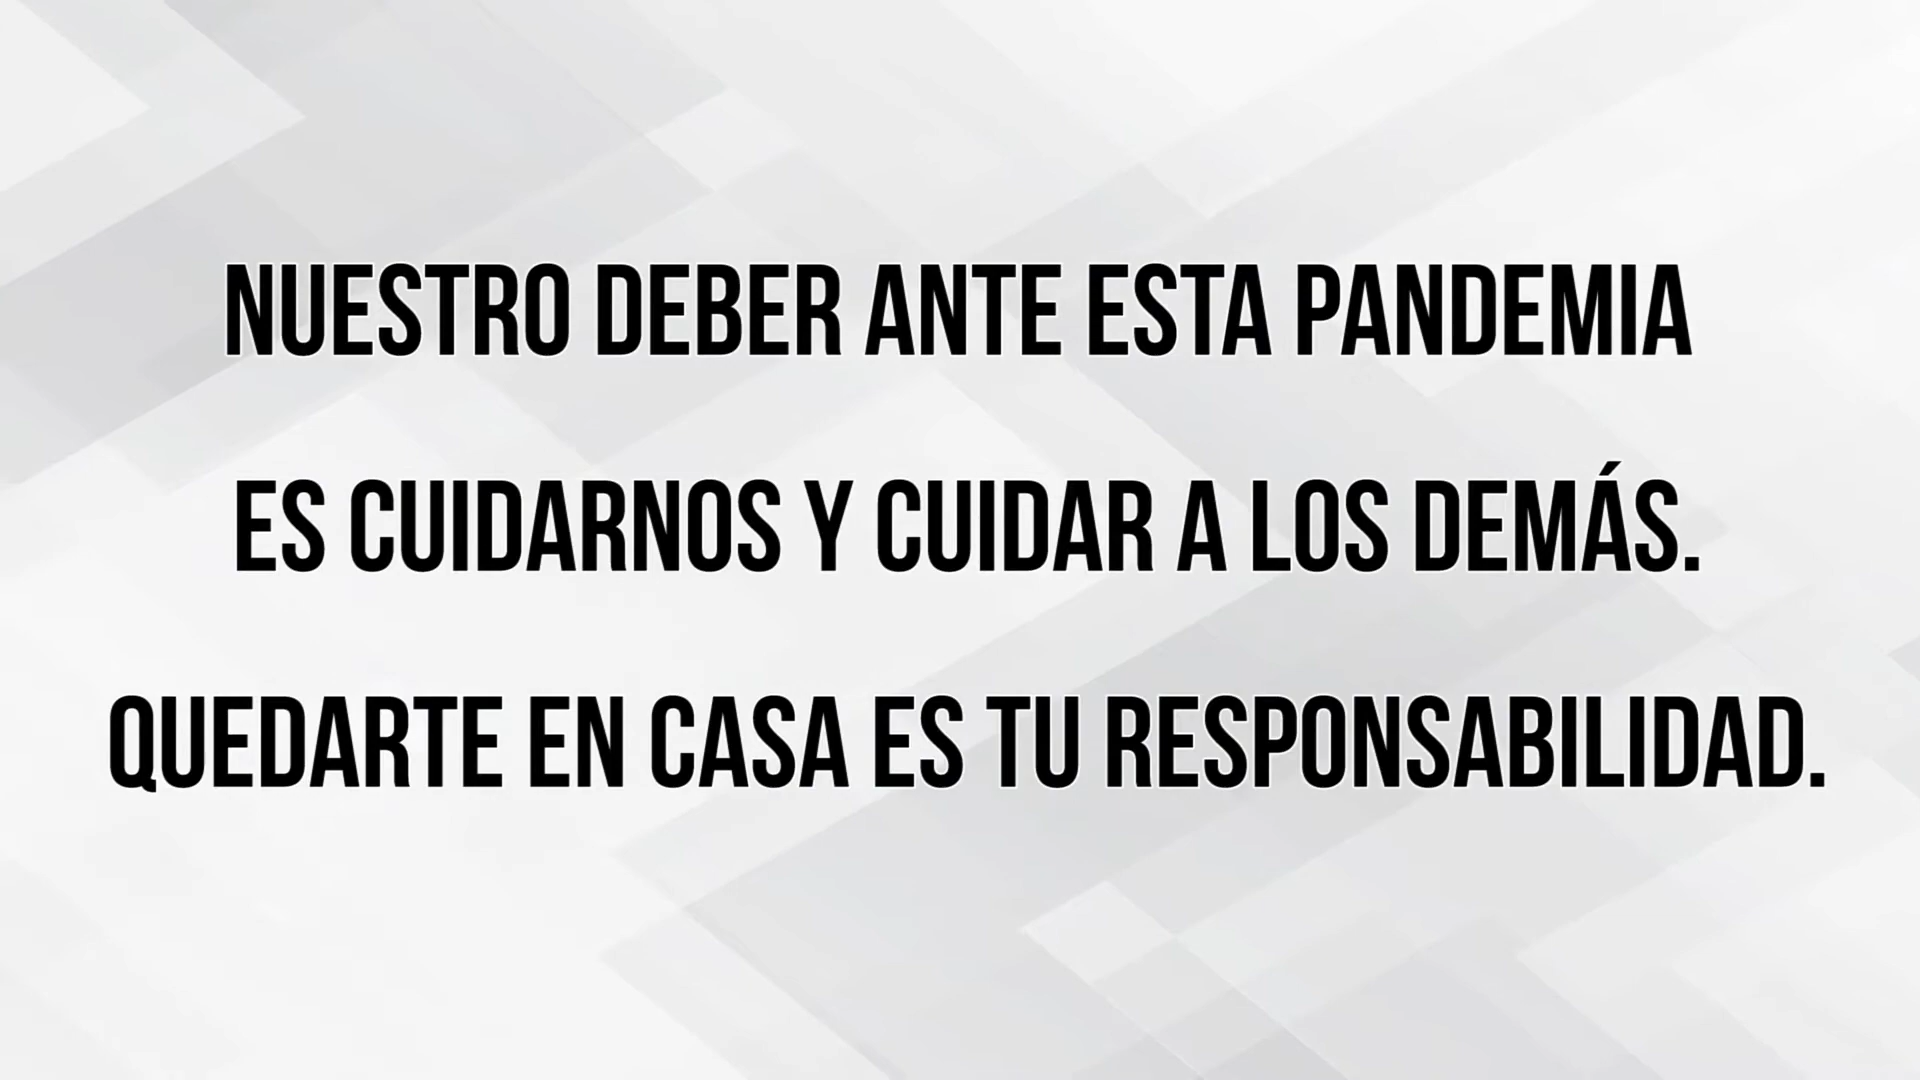 NUESTRO DEBER ANTE ESTA PANDEMIA
ES CUIDARNOS Y CUIDAR A LOS DEMÁS.
QUEDARTE EN CASA ES TU RESPONSABILIDAD.